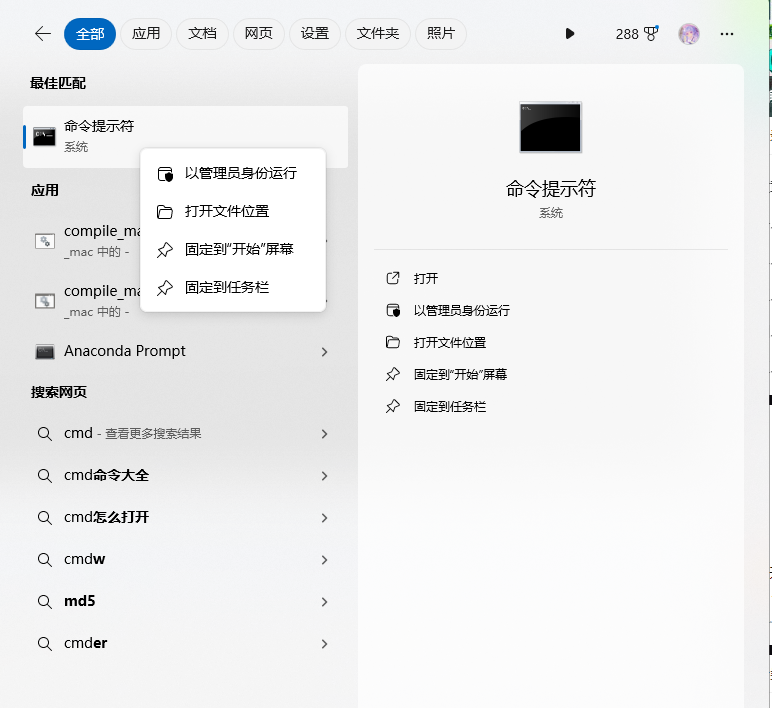 全部 应用 文档 网页 设置 文件夹 照片 288
最佳匹配
命令提示符
系统
以管理员身份运行
打开文件位置
固定到“开始”屏幕
固定到任务栏
应用
compile_ma
_mac 中的 -
compile_ma
_mac 中的 -
Anaconda Prompt
搜索网页
cmd - 查看更多搜索结果
cmd命令大全
cmd怎么打开
cmdw
md5
cmder
命令提示符
系统
打开
以管理员身份运行
打开文件位置
固定到“开始”屏幕
固定到任务栏